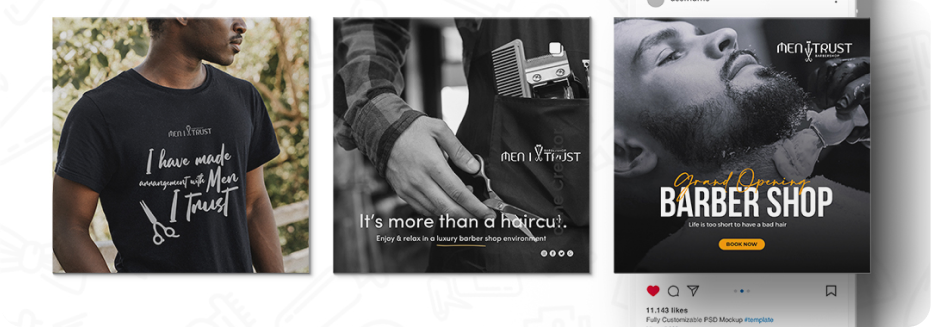 MEN I TRUST
I have made
arrangement with Men
I Trust
MEN I TRUST
It's more than a haircut.
Enjoy & relax in a luxury barber shop environment
MEN I TRUST
BARBERSHOP
Grand Opening
BARBER SHOP
Life is too short to have a bad hair
BOOK NOW
11.143 likes
Fully Customizable PSD Mockup #template